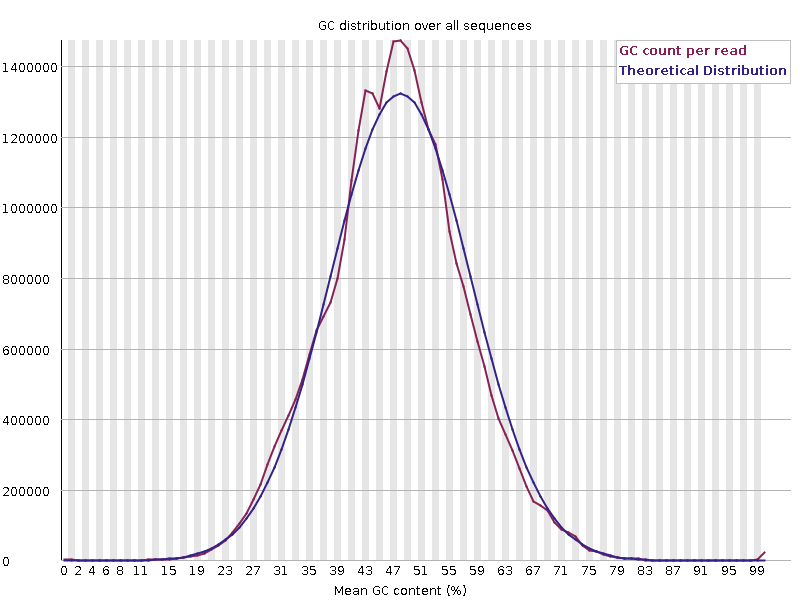 GC distribution over all sequences
GC count per read
Theoretical Distribution
1400000
1200000
1000000
800000
600000
400000
200000
0
0 2 4 6 8 11 15 19 23 27 31 35 39 43 47 51 55 59 63 67 71 75 79 83 87 91 95 99
Mean GC content (%)